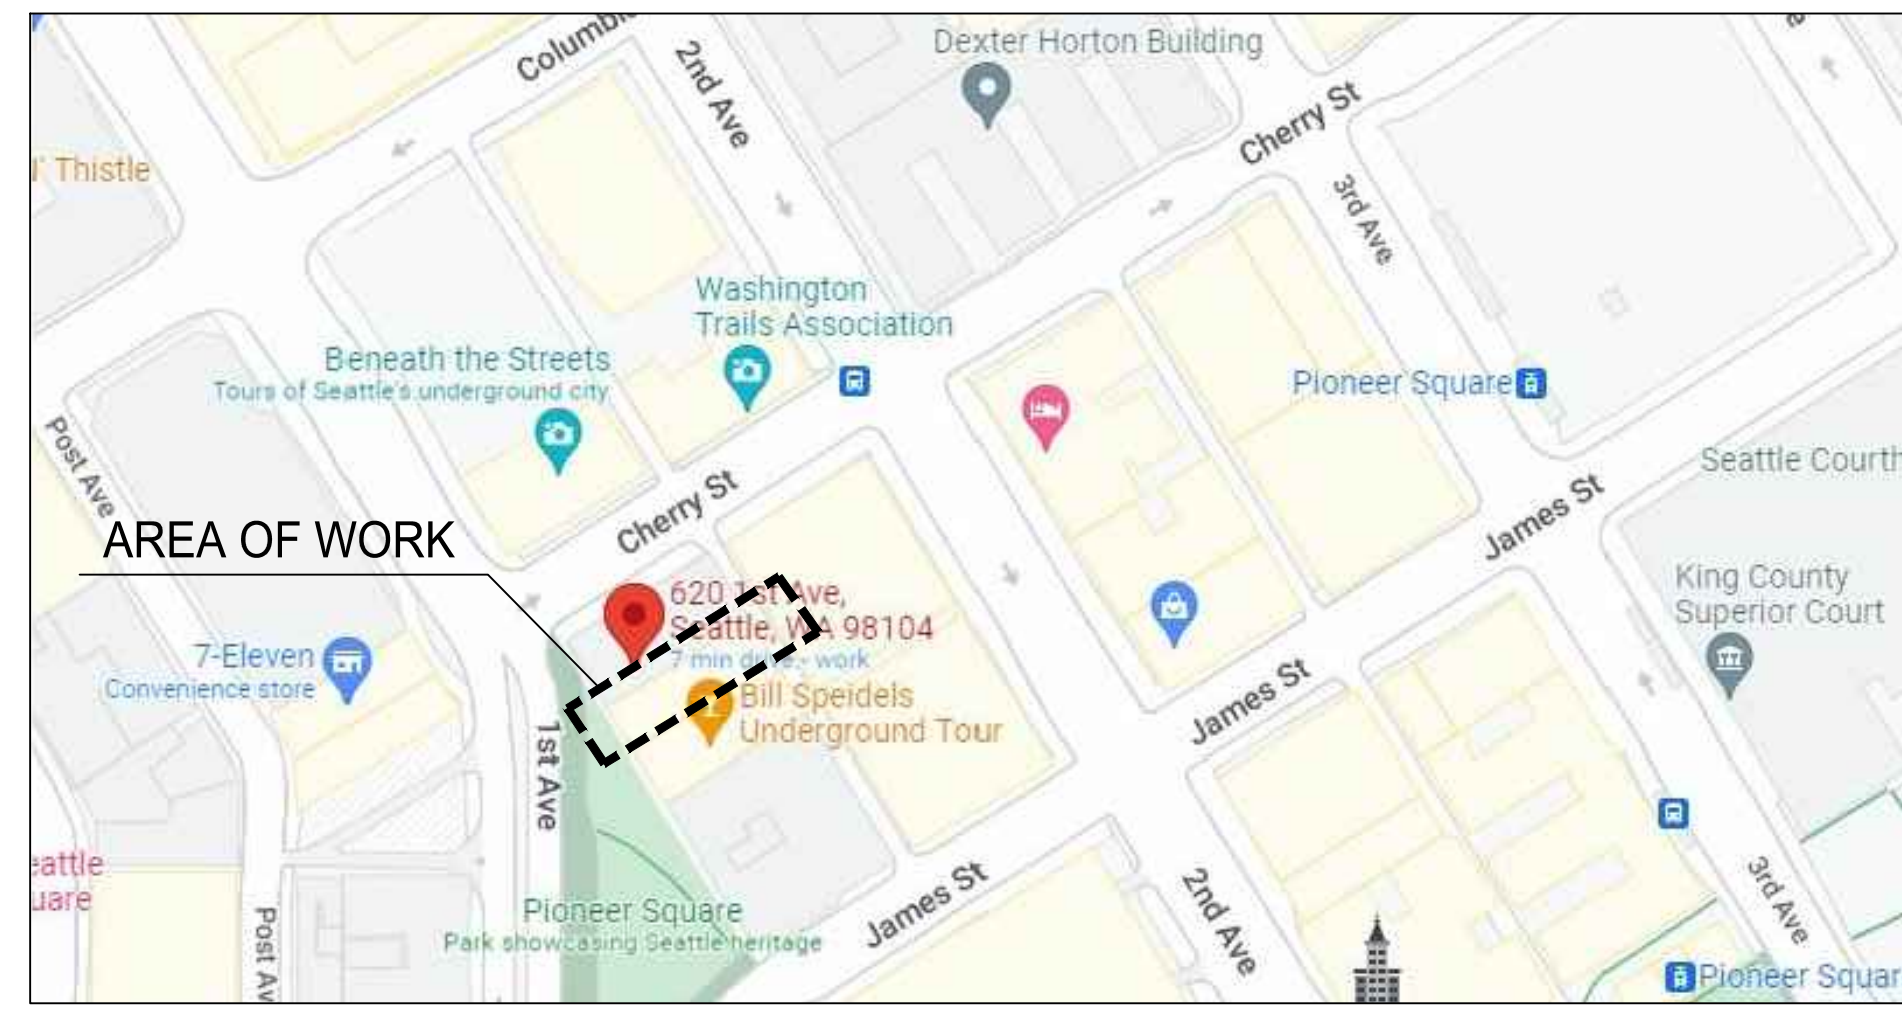 Columbi
2nd Ave
Dexter Horton Building
Cherry St
Thistle
3rd Ave
Washington
Trails Association
Beneath the Streets
Tours of Seattle's underground city
Pioneer Square
Post Ave
Cherry St
Seattle Courth
James St
AREA OF WORK
620 1st Ave,
Seattle, WA 98104
7 min drive - work
King County
Superior Court
7-Eleven
Convenience store
Bill Speidels
Underground Tour
James St
1st Ave
eattle
uare
Pioneer Square
Park showcasing Seattle heritage
James St
2nd Ave
3rd Ave
Post Av
Pioneer Squar